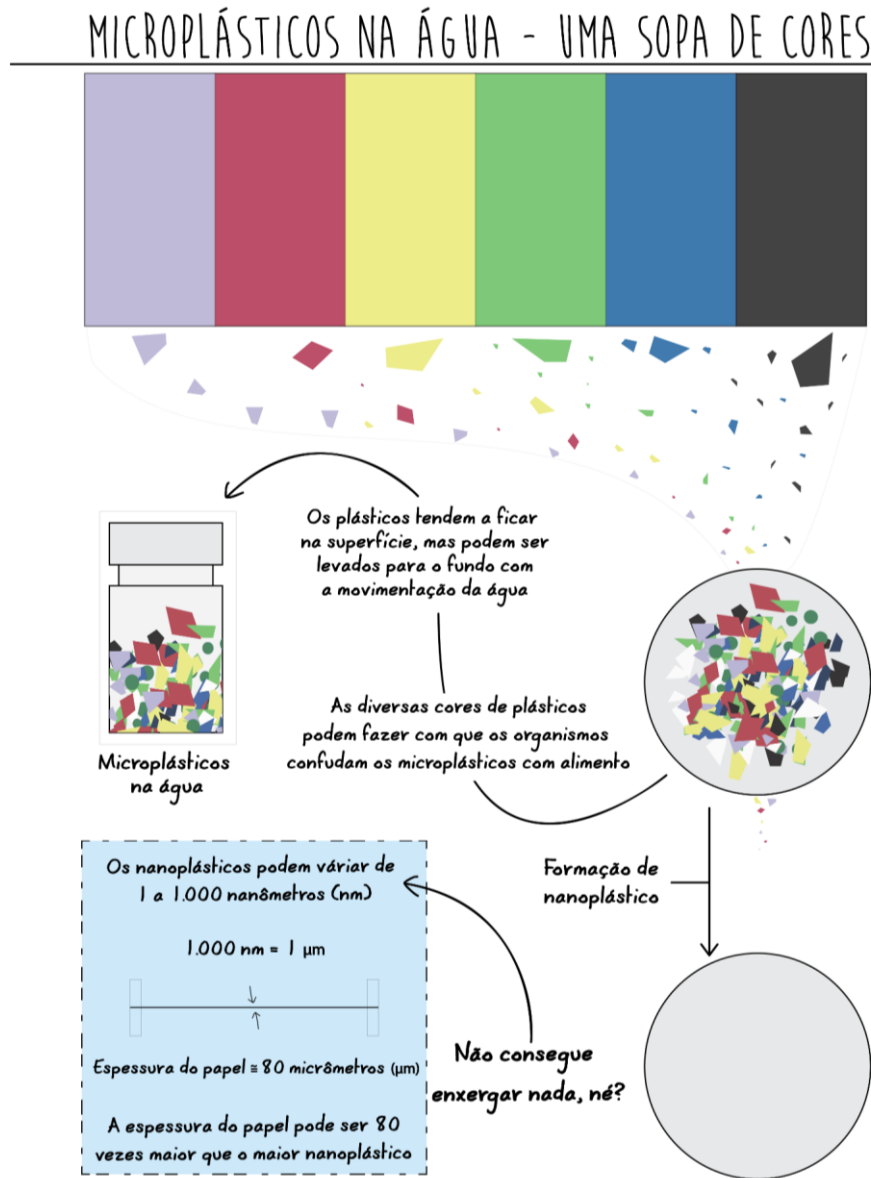 MICROPLÁSTICOS NA ÁGUA - UMA SOPA DE CORES
Os plásticos tendem a ficar
na superfície, mas podem ser
levados para o fundo com
a movimentação da água
As diversas cores de plásticos
podem fazer com que os organismos
confudam os microplásticos com alimento
Microplásticos
na água
Formação de
nanoplástico
Não consegue
enxergar nada, né?
Os nanoplásticos podem váriar de
1 a 1.000 nanômetros (nm)
1.000 nm = 1 μm
Espessura do papel ≅ 80 micrômetros (μm)
A espessura do papel pode ser 80
vezes maior que o maior nanoplástico